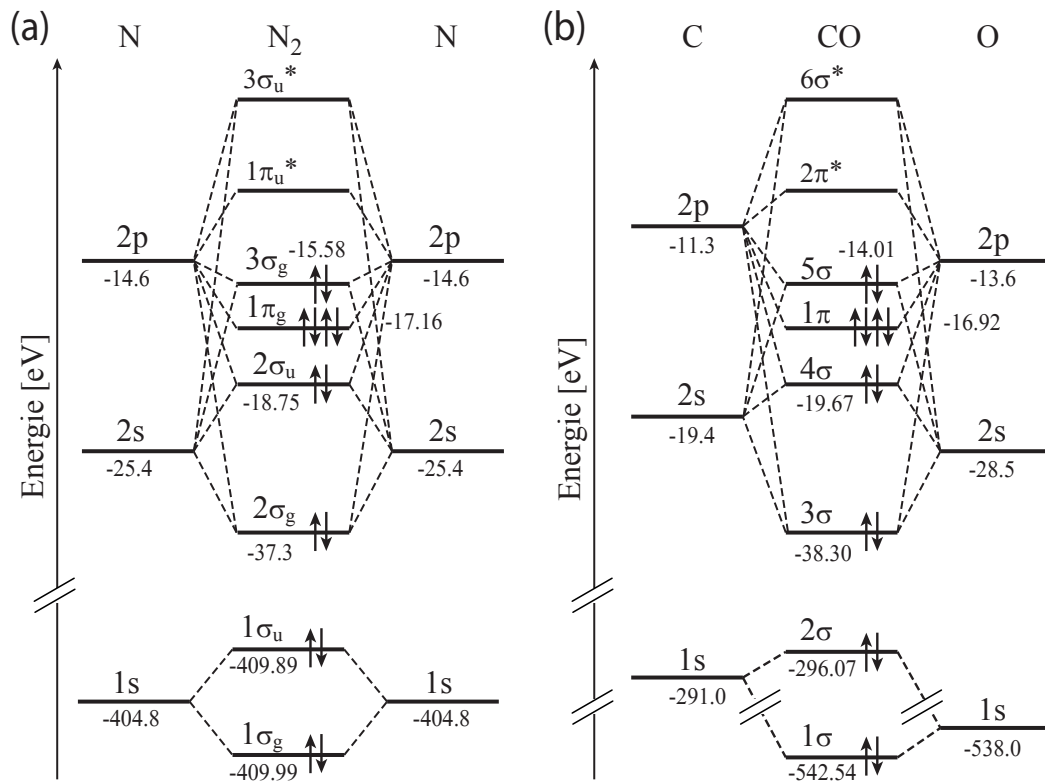 (a)
N N₂ N
3σu*
1πu*
2p 2p
-14.6 -14.6
3σg -15.58
1πg -17.16
2σu
-18.75
2s 2s
-25.4 -25.4
2σg
-37.3
1σu
-409.89
1s 1s
-404.8 -404.8
1σg
-409.99
Energie [eV]
(b)
C CO O
6σ*
2π*
2p 2p
-11.3 -13.6
5σ -14.01
1π -16.92
4σ
-19.67
2s 2s
-19.4 -28.5
3σ
-38.30
2σ
-296.07
1s 1s
-291.0 -538.0
1σ
-542.54
Energie [eV]